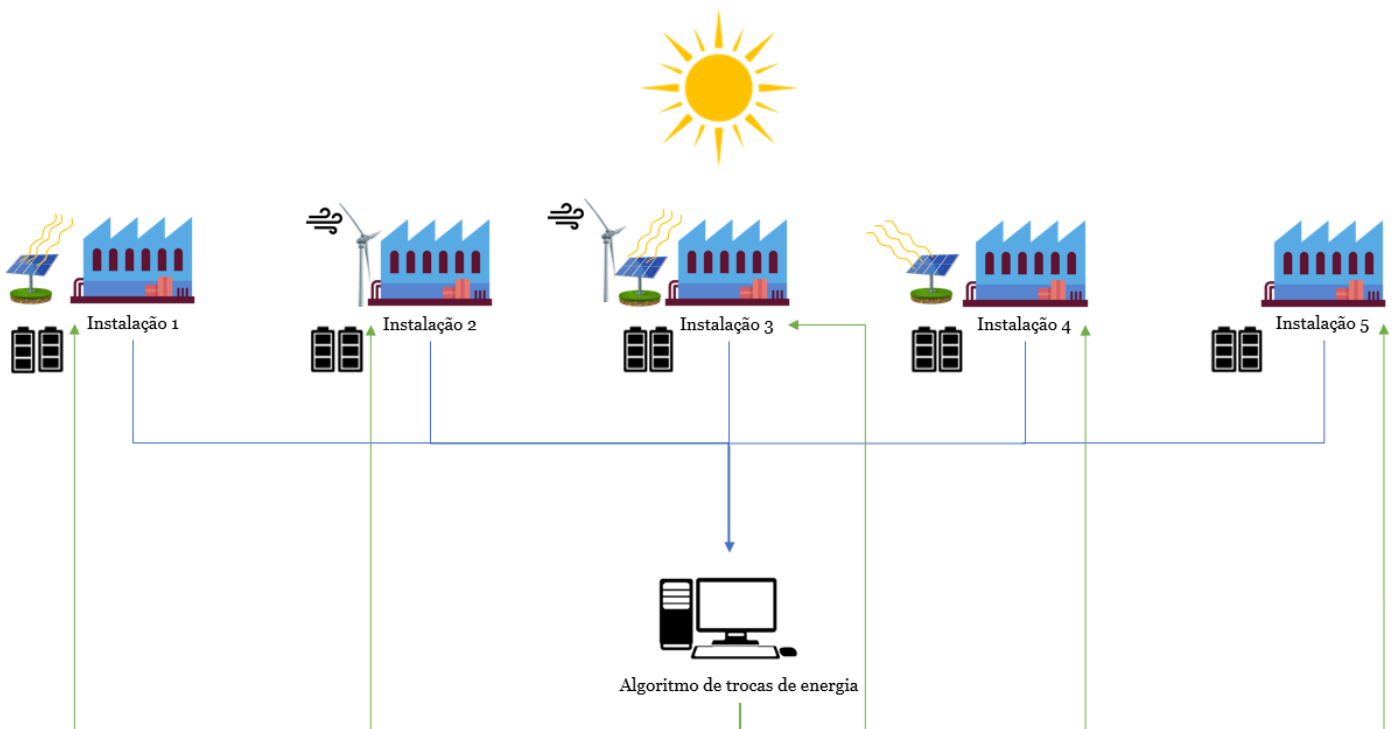 Instalação 1
Instalação 2
Instalação 3
Instalação 4
Instalação 5
Algoritmo de trocas de energia